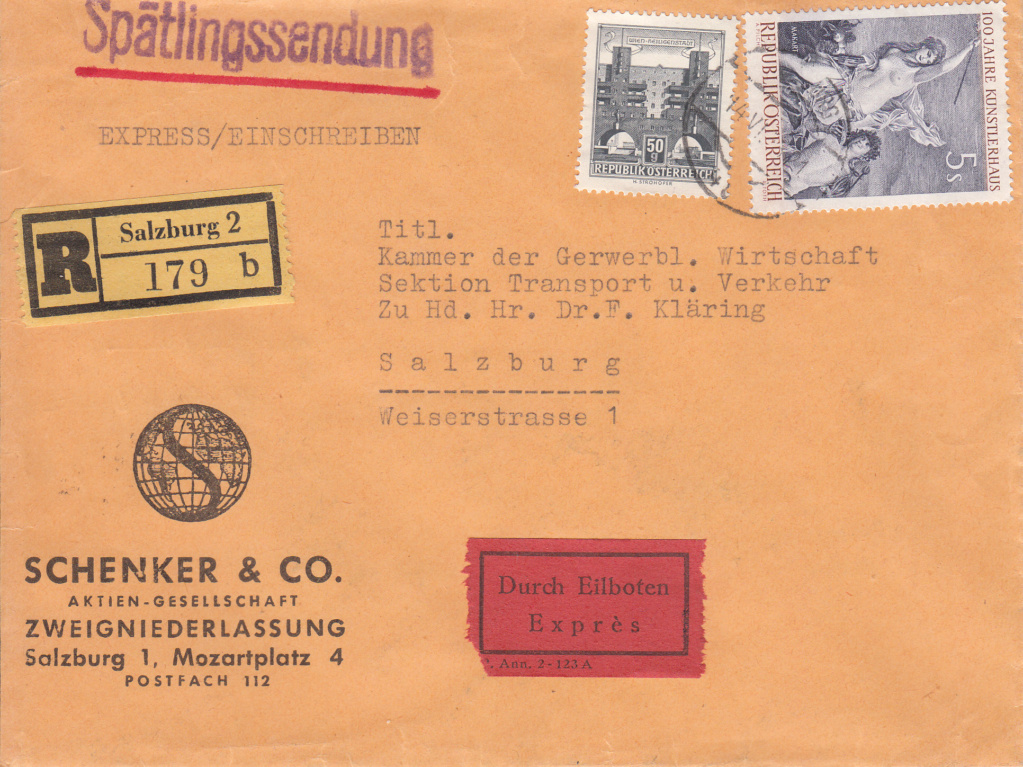 Spätlingssendung
EXPRESS/EINSCHREIBEN
WIEN-HEILIGENSTADT
50
g
REPUBLIK ÖSTERREICH
H. STROHOFER
100 JAHRE KÜNSTLERHAUS
5 S
MAKART
REPUBLIK ÖSTERREICH
R
Salzburg 2
179 b
Titl.
Kammer der Gerwerbl. Wirtschaft
Sektion Transport u. Verkehr
Zu Hd. Hr. Dr.F. Kläring
Salzburg
Weiserstrasse 1
S
SCHENKER & CO.
AKTIEN-GESELLSCHAFT
ZWEIGNIEDERLASSUNG
Salzburg 1, Mozartplatz 4
POSTFACH 112
Durch Eilboten
Exprès
Ann. 2-123 A